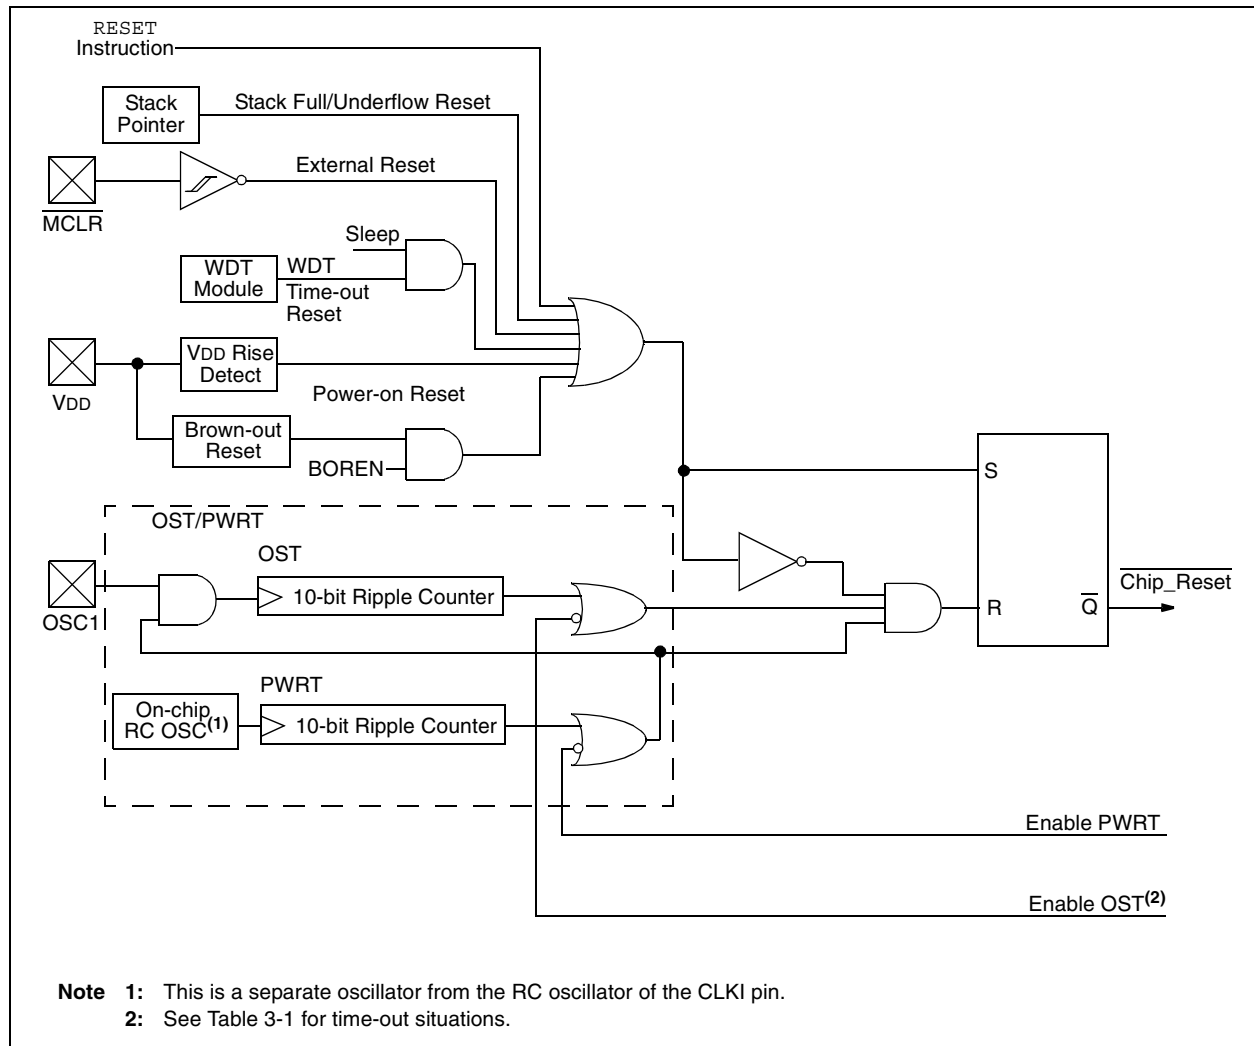 RESET
Instruction
Stack
Pointer
Stack Full/Underflow Reset
External Reset
MCLR
Sleep
WDT
Module
WDT
Time-out
Reset
VDD Rise
Detect
VDD
Power-on Reset
Brown-out
Reset
BOREN
S
OST/PWRT
OST
10-bit Ripple Counter
OSC1
Chip_Reset
R
Q
PWRT
On-chip
RC OSC(1)
10-bit Ripple Counter
Enable PWRT
Enable OST(2)
Note 1: This is a separate oscillator from the RC oscillator of the CLKI pin.
2: See Table 3-1 for time-out situations.